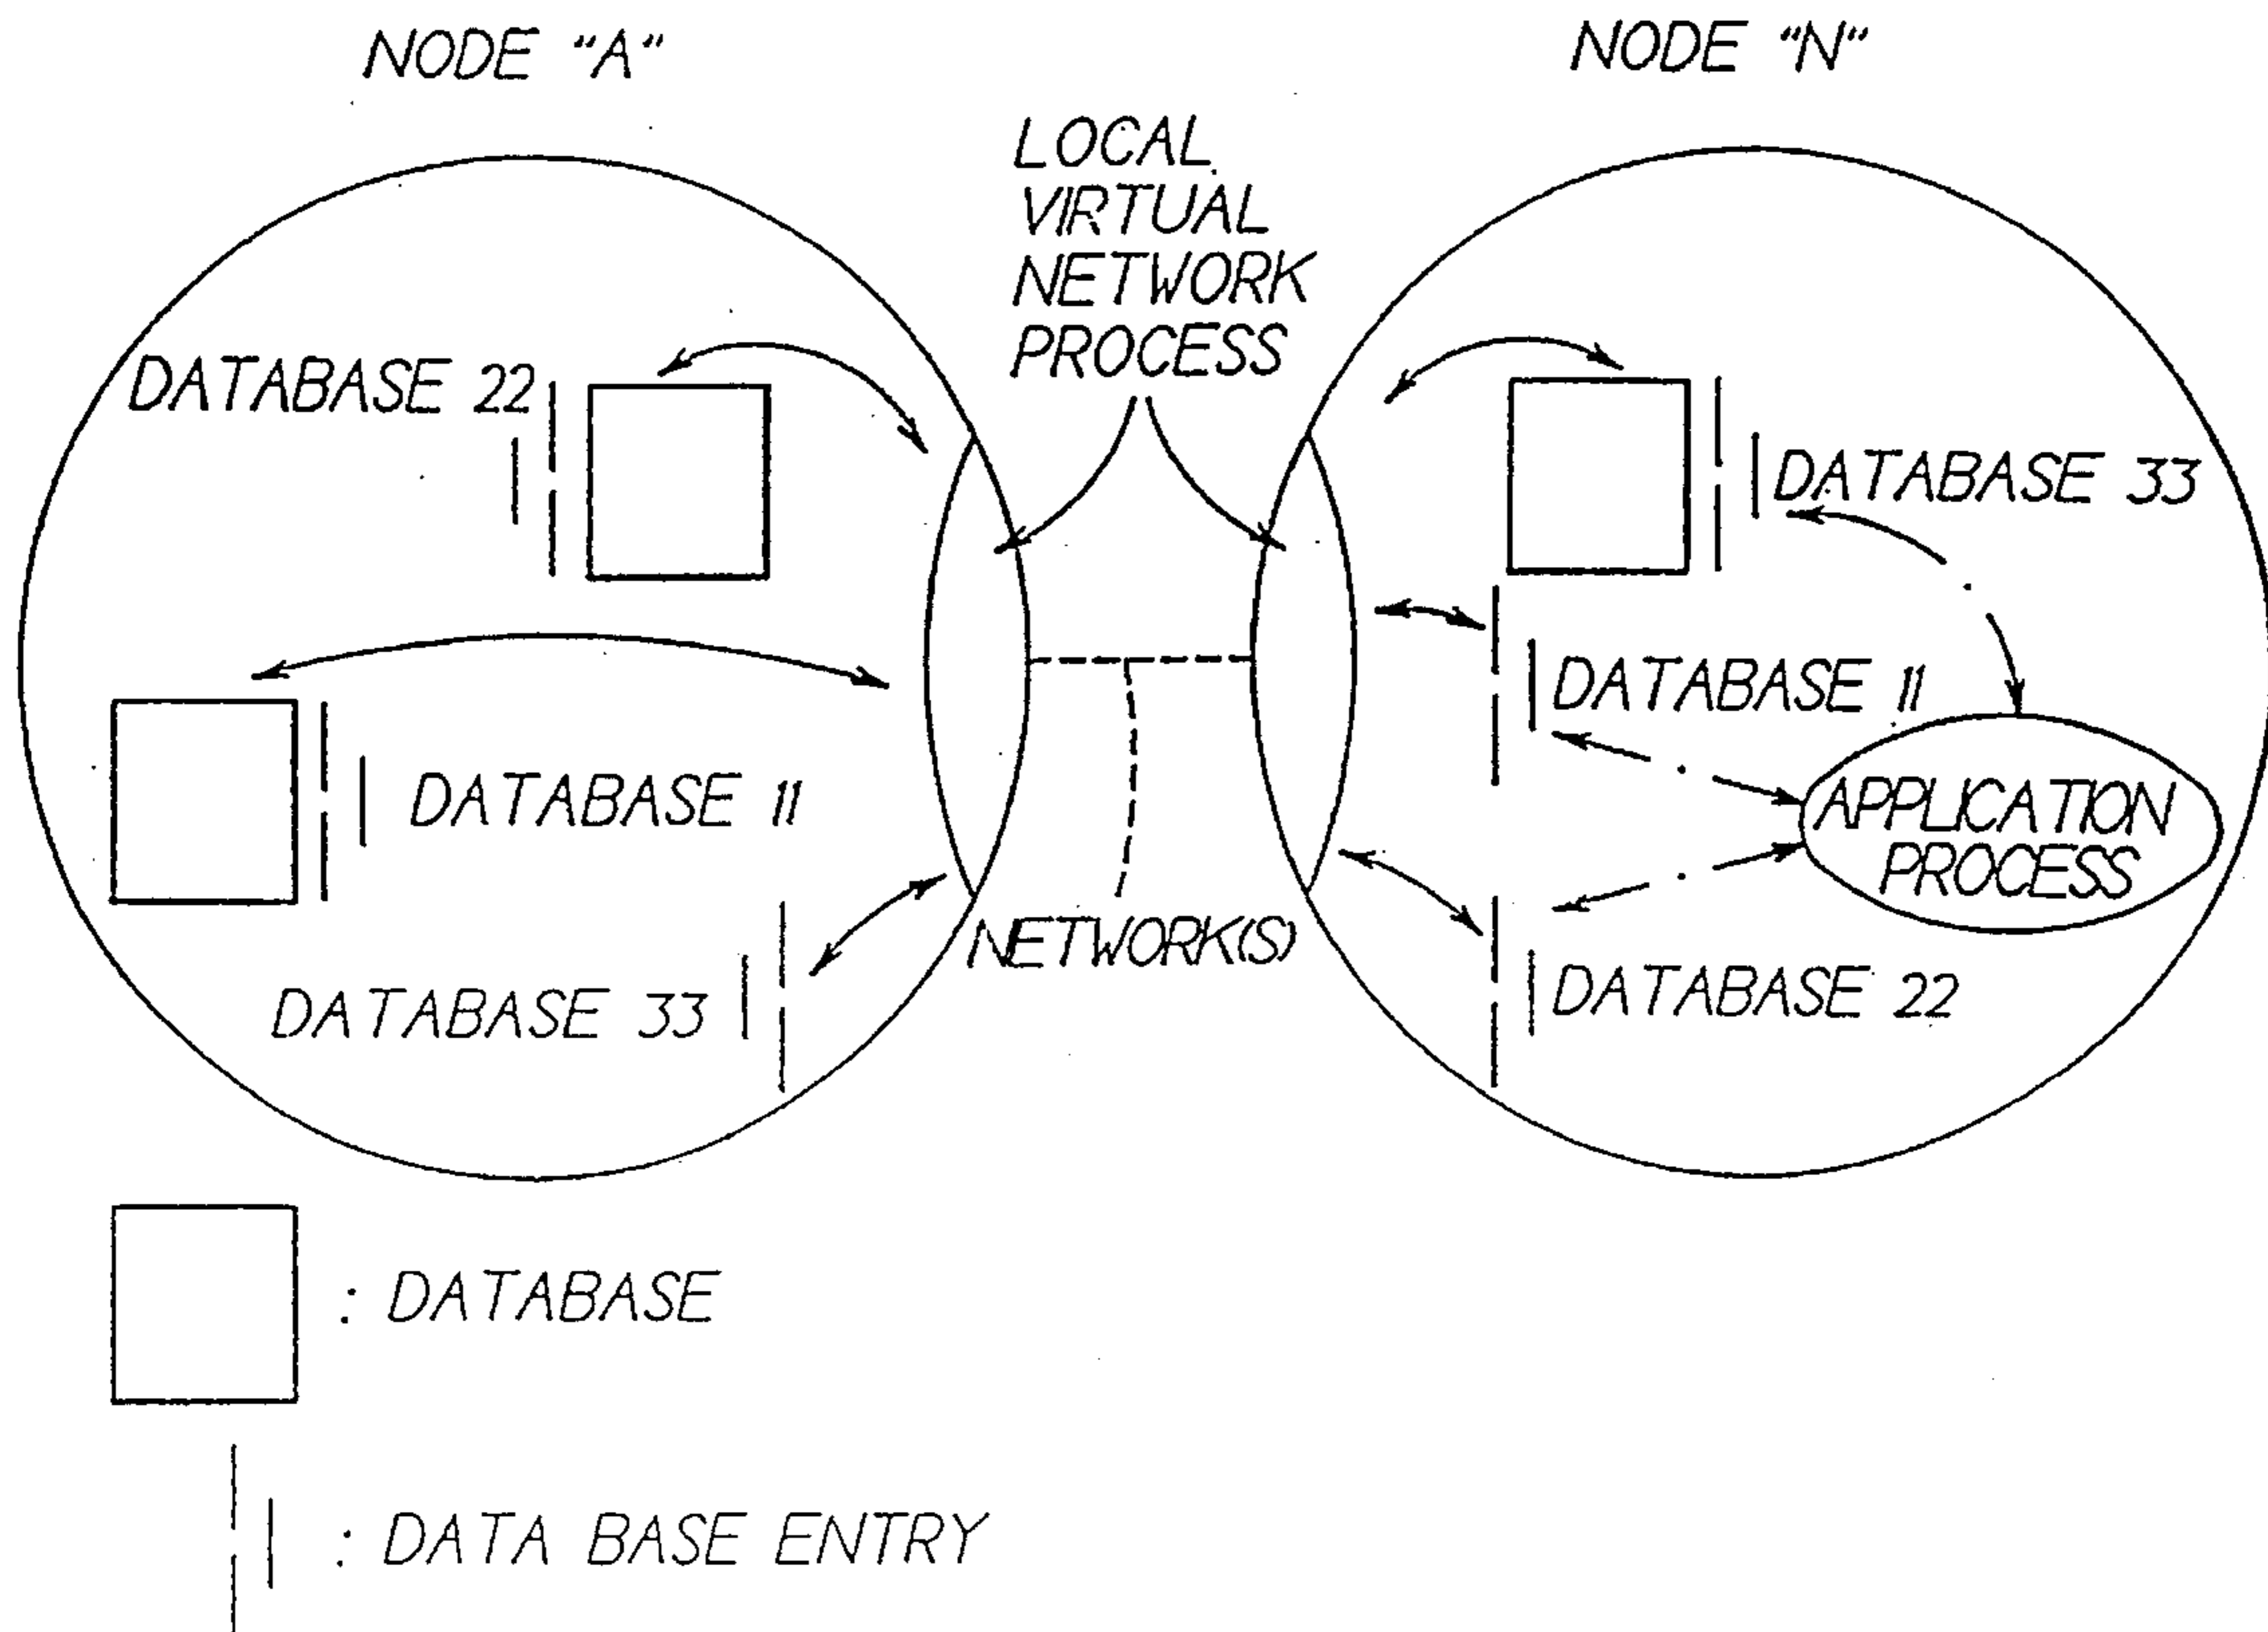 NODE "A"
NODE "N"
LOCAL
VIRTUAL
NETWORK
PROCESS
DATABASE 22
DATABASE 33
DATABASE 11
DATABASE 11
APPLICATION
PROCESS
NETWORK(S)
DATABASE 33
DATABASE 22
: DATABASE
: DATA BASE ENTRY